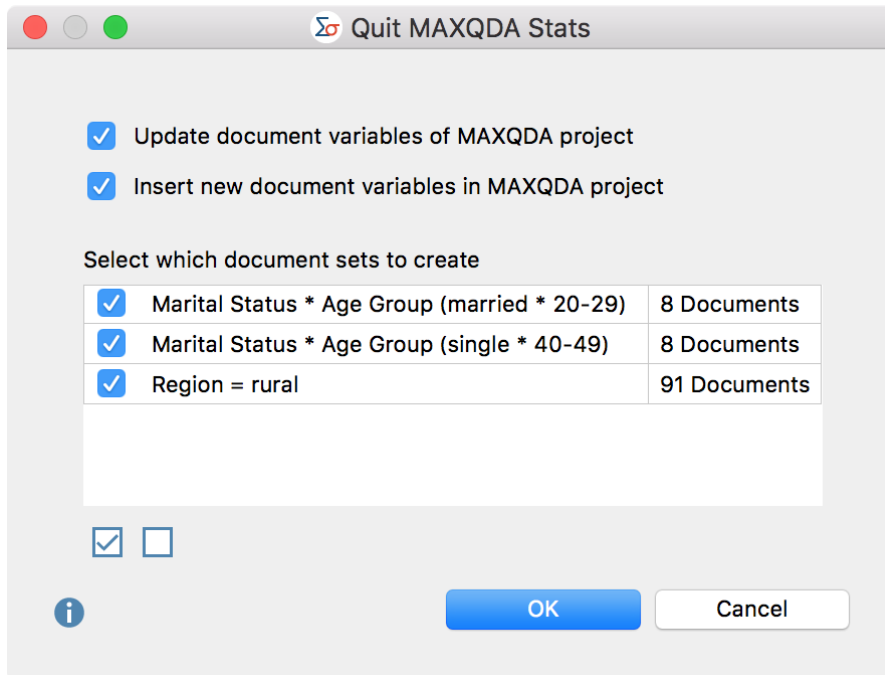 Σσ Quit MAXQDA Stats
Update document variables of MAXQDA project
Insert new document variables in MAXQDA project
Select which document sets to create
Marital Status * Age Group (married * 20-29) 8 Documents
Marital Status * Age Group (single * 40-49) 8 Documents
Region = rural 91 Documents
i OK Cancel